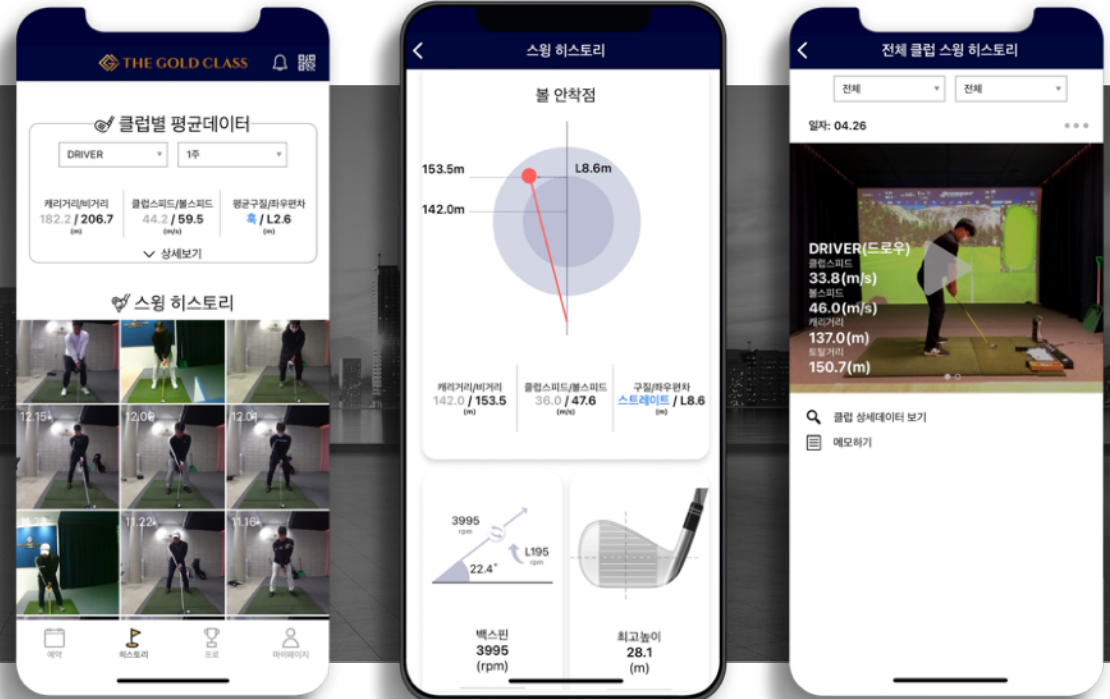 THE GOLD CLASS
클럽별 평균데이터
DRIVER
1주
캐리거리/비거리
182.2 / 206.7
(m)
클럽스피드/볼스피드
44.2 / 59.5
(m/s)
평균구질/좌우편차
훅 / L2.6
(m)
상세보기
스윙 히스토리
12.15
12.08
12.01
11.22
11.16
예약
히스토리
프로
마이페이지
스윙 히스토리
볼 안착점
153.5m
L8.6m
142.0m
캐리거리/비거리
142.0 / 153.5
(m)
클럽스피드/볼스피드
36.0 / 47.6
(m/s)
구질/좌우편차
스트레이트 / L8.6
(m)
3995
rpm
L195
rpm
22.4°
백스핀
3995
(rpm)
최고높이
28.1
(m)
전체 클럽 스윙 히스토리
전체
전체
일자: 04.26
DRIVER(드로우)
클럽스피드
33.8(m/s)
볼스피드
46.0(m/s)
캐리거리
137.0(m)
토탈거리
150.7(m)
클럽 상세데이터 보기
메모하기